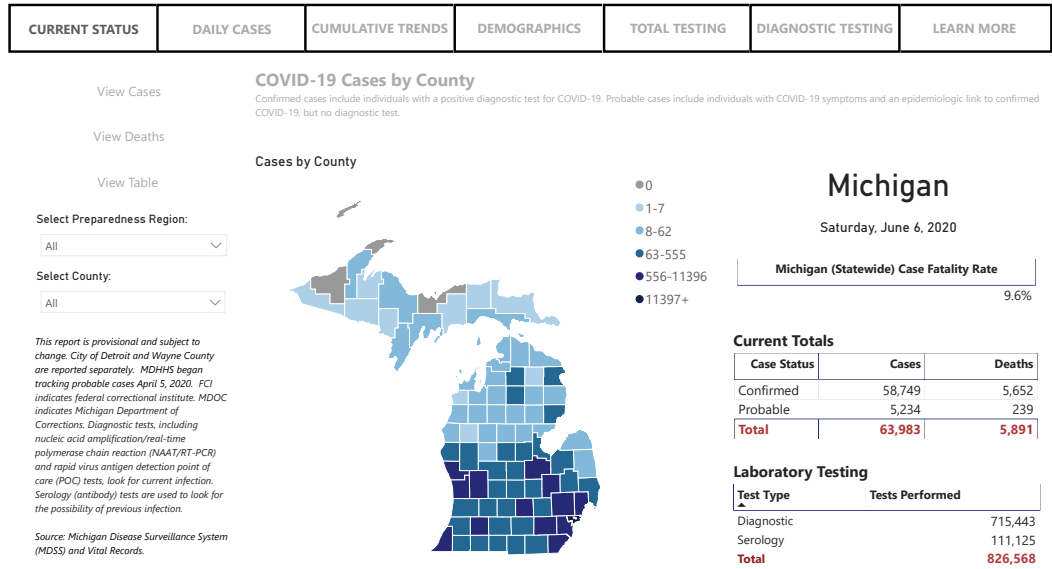 CURRENT STATUS
DAILY CASES
CUMULATIVE TRENDS
DEMOGRAPHICS
TOTAL TESTING
DIAGNOSTIC TESTING
LEARN MORE
View Cases
View Deaths
View Table
Select Preparedness Region:
All
Select County:
All
This report is provisional and subject to
change. City of Detroit and Wayne County
are reported separately. MDHHS began
tracking probable cases April 5, 2020. FCI
indicates federal correctional institute. MDOC
indicates Michigan Department of
Corrections. Diagnostic tests, including
nucleic acid amplification/real-time
polymerase chain reaction (NAAT/RT-PCR)
and rapid virus antigen detection point of
care (POC) tests, look for current infection.
Serology (antibody) tests are used to look for
the possibility of previous infection.
Source: Michigan Disease Surveillance System
(MDSS) and Vital Records.
COVID-19 Cases by County
Confirmed cases include individuals with a positive diagnostic test for COVID-19. Probable cases include individuals with COVID-19 symptoms and an epidemiologic link to confirmed
COVID-19, but no diagnostic test.
Cases by County
0
1-7
8-62
63-555
556-11396
11397+
Michigan
Saturday, June 6, 2020
Michigan (Statewide) Case Fatality Rate
9.6%
Current Totals
Case Status Cases Deaths
Confirmed 58,749 5,652
Probable 5,234 239
Total 63,983 5,891
Laboratory Testing
Test Type Tests Performed
Diagnostic 715,443
Serology 111,125
Total 826,568